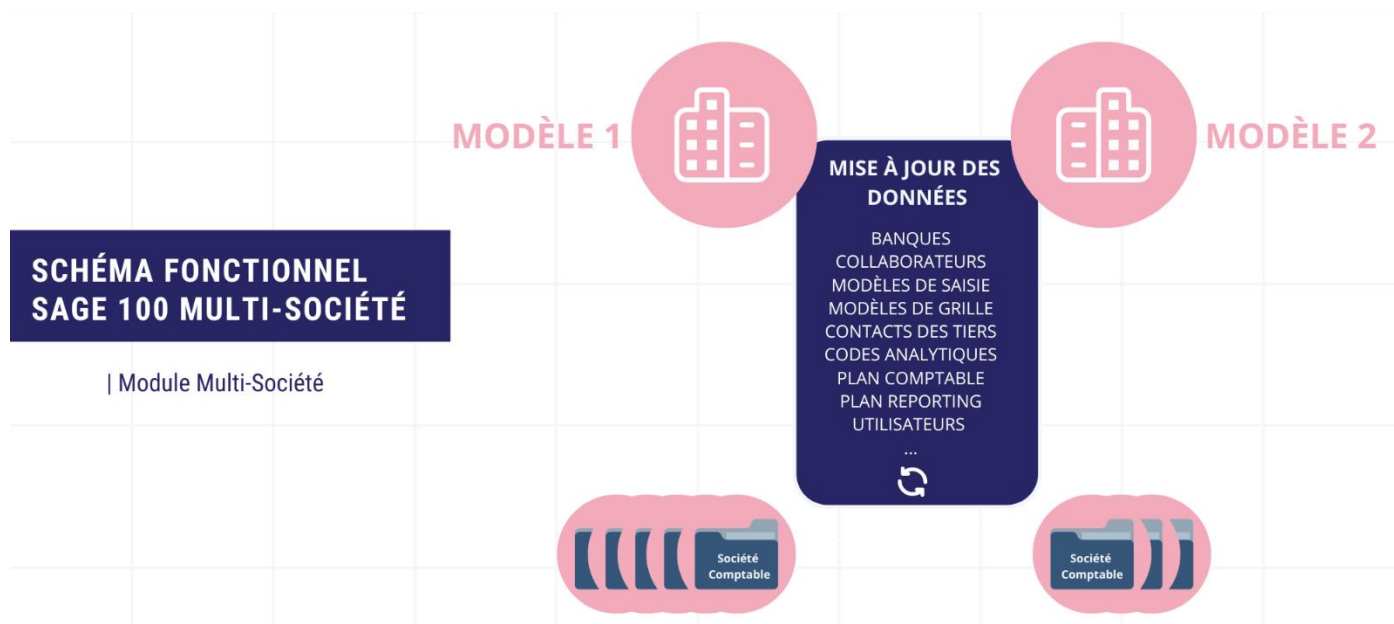 MODÈLE 1
MODÈLE 2
MISE À JOUR DES
DONNÉES
BANQUES
COLLABORATEURS
MODÈLES DE SAISIE
MODÈLES DE GRILLE
CONTACTS DES TIERS
CODES ANALYTIQUES
PLAN COMPTABLE
PLAN REPORTING
UTILISATEURS
...
SCHÉMA FONCTIONNEL
SAGE 100 MULTI-SOCIÉTÉ
| Module Multi-Société
Société
Comptable
Société
Comptable